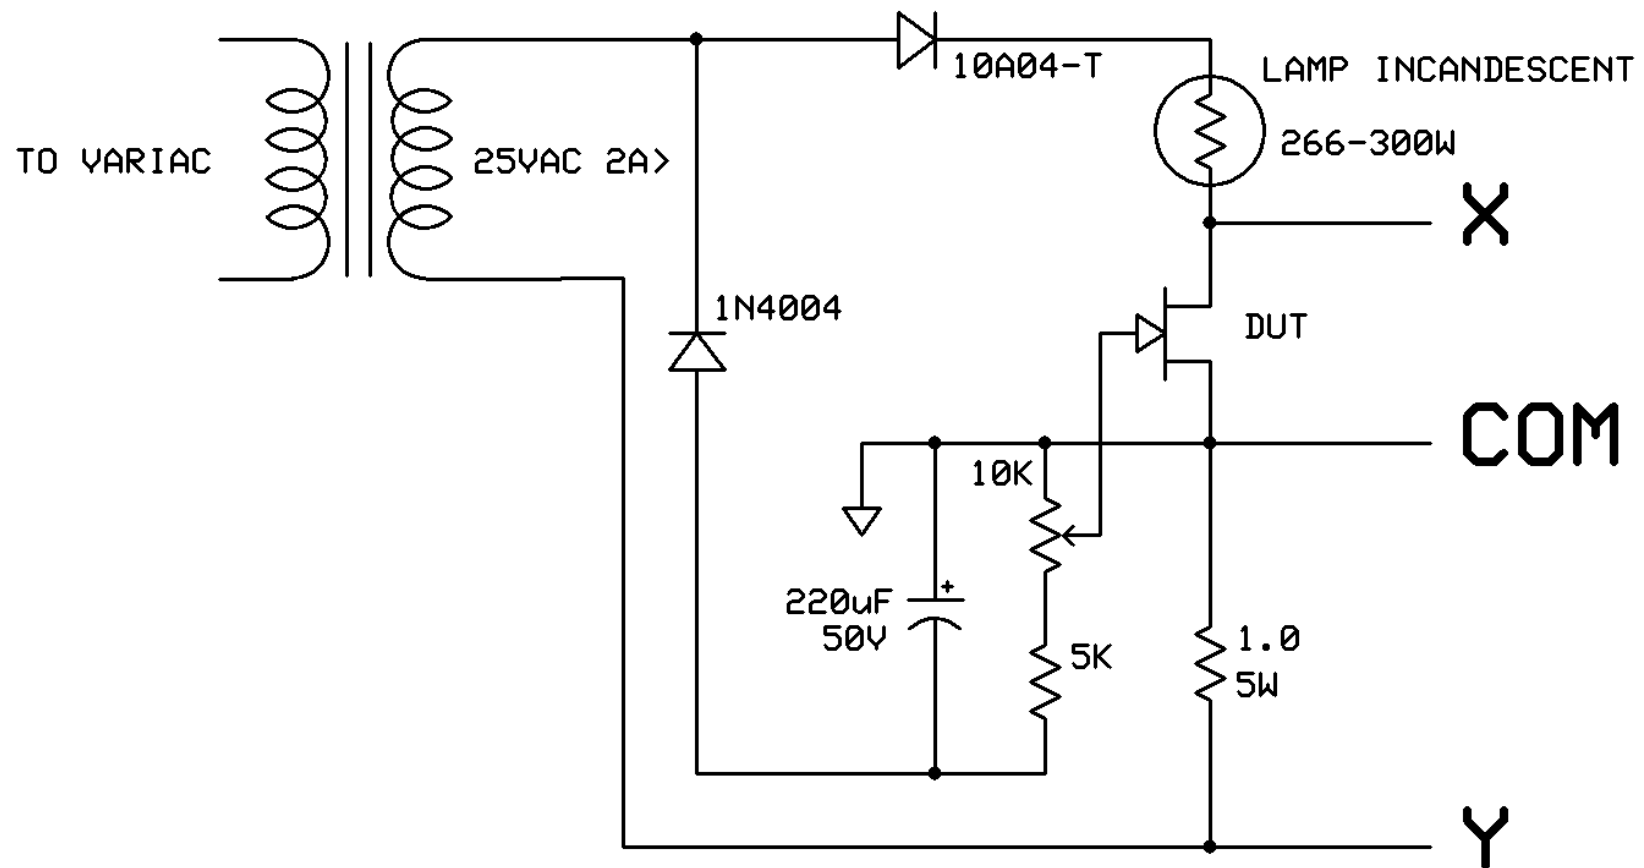 10A04-T
LAMP INCANDESCENT
266-300W
TO VARIAC
25VAC 2A>
X
1N4004
DUT
COM
10K
220uF
50V
5K
1.0
5W
Y